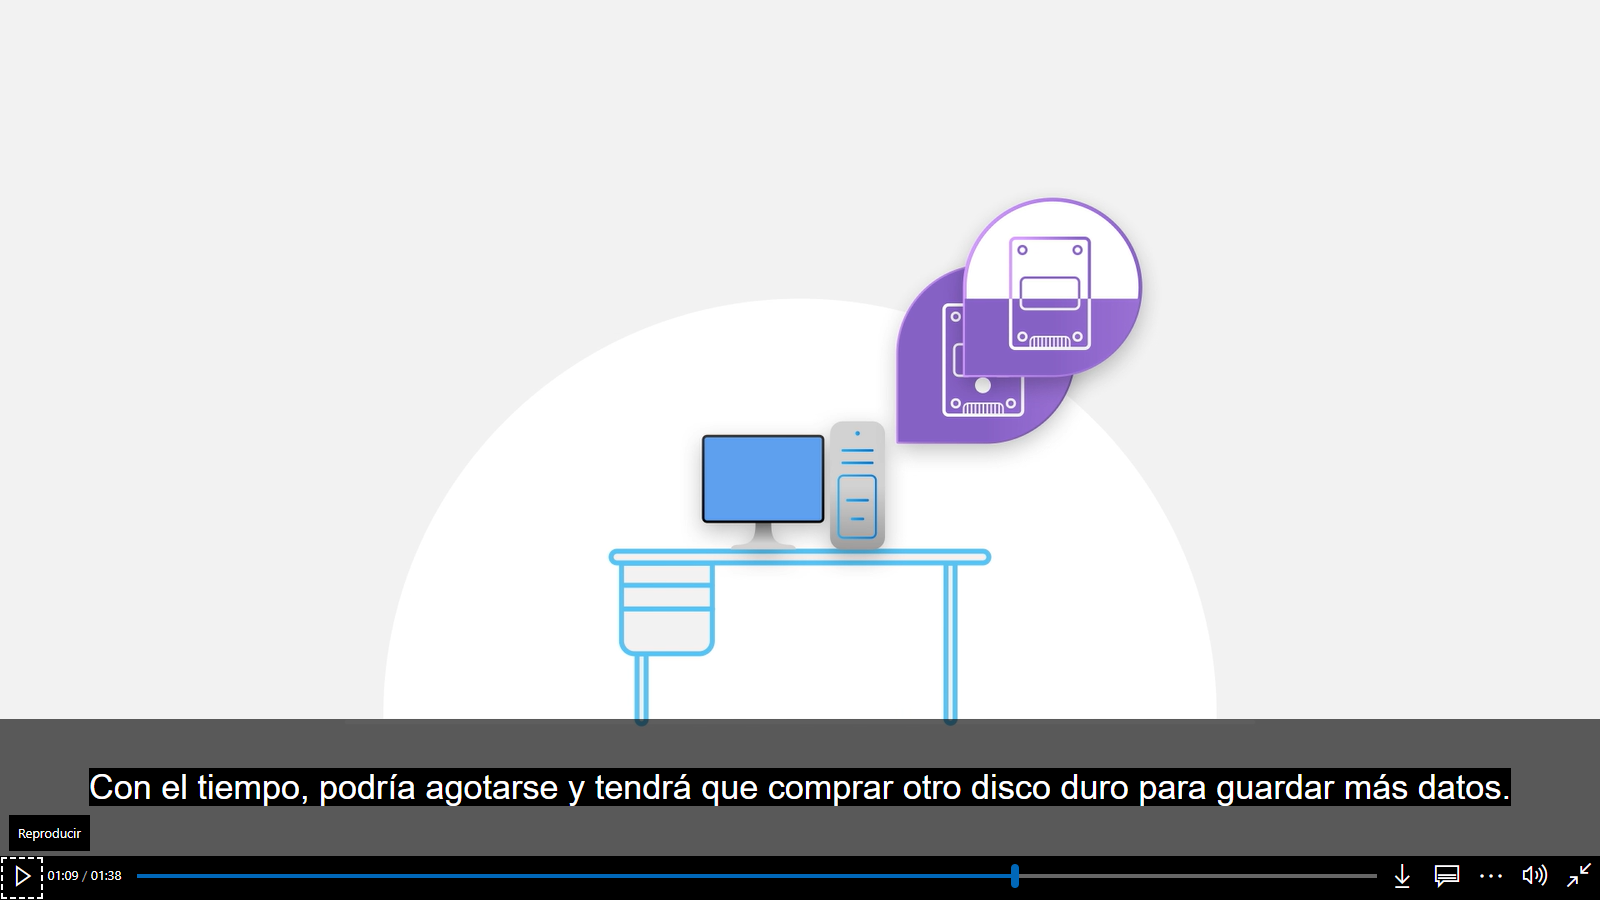 Con el tiempo, podría agotarse y tendrá que comprar otro disco duro para guardar más datos.
Reproducir
01:09 / 01:38